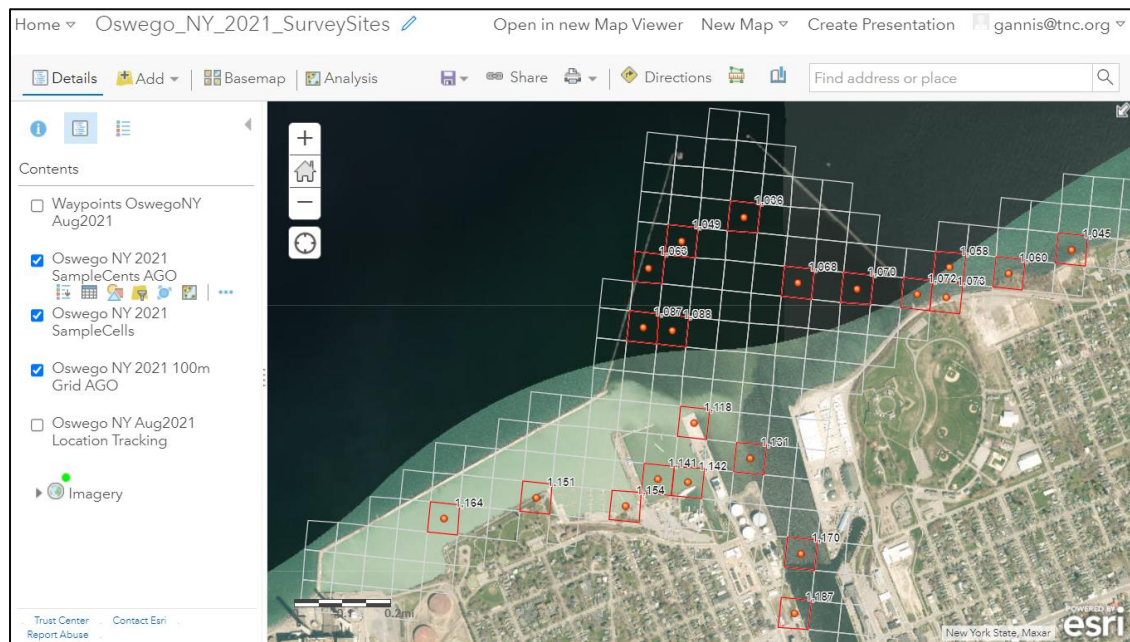 Home Oswego_NY_2021_SurveySites Open in new Map Viewer New Map Create Presentation gannis@tnc.org
Details Add Basemap Analysis Share Directions Find address or place
Contents
Waypoints OswegoNY
Aug2021
Oswego NY 2021
SampleCents AGO
Oswego NY 2021
SampleCells
Oswego NY 2021 100m
Grid AGO
Oswego NY Aug2021
Location Tracking
Imagery
Trust Center Contact Esri
Report Abuse
1,036
1,049
1,045
1,063
1,058
1,060
1,068
1,070
1,072
1,073
1,087
1,088
1,118
1,131
1,141
1,142
1,151
1,154
1,164
1,170
1,187
0.1 0.2mi
POWERED BY
esri
New York State, Maxar